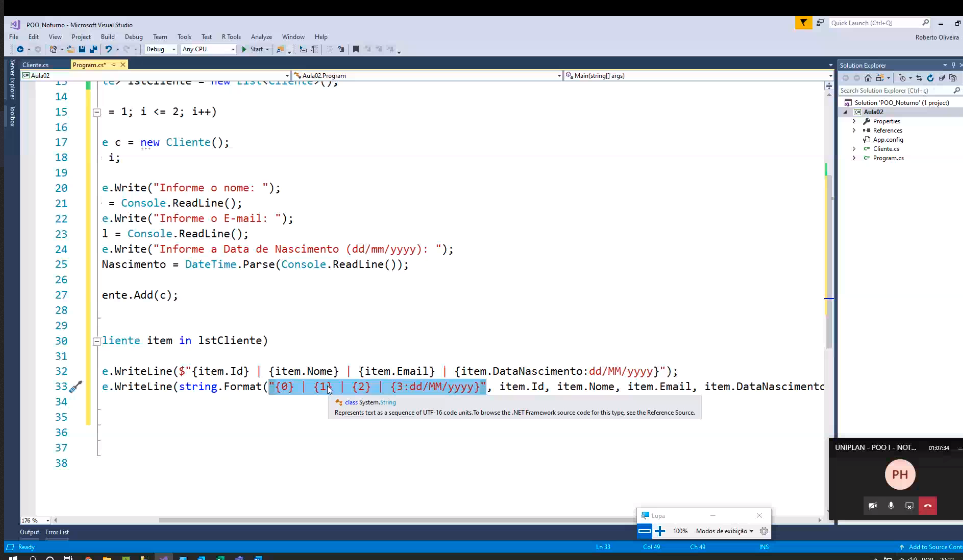 POO_Noturno - Microsoft Visual Studio
Quick Launch (Ctrl+Q)
File Edit View Project Build Debug Team Tools Test R Tools Analyze Window Help
Roberto Oliveira
Debug Any CPU Start
Server Explorer
Toolbox
Cliente.cs Program.cs*
Aula02 Aula02.Program Main(string[] args)
13 te> lstCliente = new List<Cliente>();
14
15 = 1; i <= 2; i++)
16
17 e c = new Cliente();
18 i;
19
20 e.Write("Informe o nome: ");
21 = Console.ReadLine();
22 e.Write("Informe o E-mail: ");
23 l = Console.ReadLine();
24 e.Write("Informe a Data de Nascimento (dd/mm/yyyy): ");
25 Nascimento = DateTime.Parse(Console.ReadLine());
26
27 ente.Add(c);
28
29
30 liente item in lstCliente)
31
32 e.WriteLine($"{item.Id} | {item.Nome} | {item.Email} | {item.DataNascimento:dd/MM/yyyy}");
33 e.WriteLine(string.Format("{0} | {1} | {2} | {3:dd/MM/yyyy}", item.Id, item.Nome, item.Email, item.DataNascimento
34
class System.String
Represents text as a sequence of UTF-16 code units.To browse the .NET Framework source code for this type, see the Reference Source.
35
36
37
38
176 %
Output Error List
Ready
Ln 33 Col 49 Ch 49 INS
Add to Source Cont
Solution Explorer
Search Solution Explorer (Ctrl+ç)
Solution 'POO_Noturno' (1 project)
Aula02
Properties
References
App.config
Cliente.cs
Program.cs
UNIPLAN - POO I - NOT... 01:07:34
PH
Lupa
100% Modos de exibição